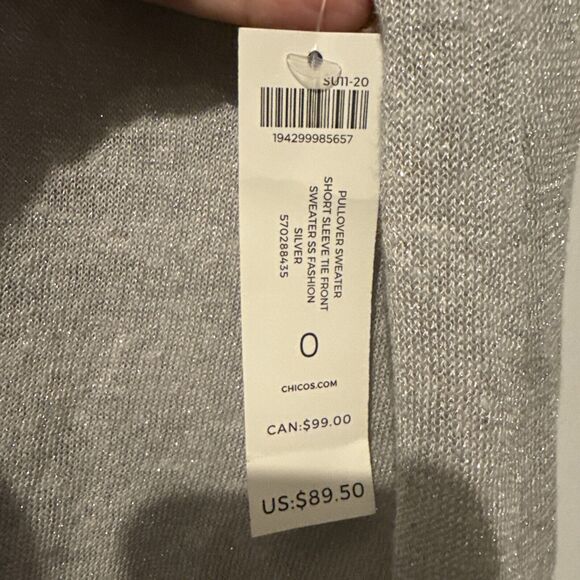 SU11-20
194299985657
PULLOVER SWEATER
SHORT SLEEVE TIE FRONT
SWEATER SS FASHION
SILVER
570288435
0
CHICOS.COM
CAN:$99.00
US:$89.50